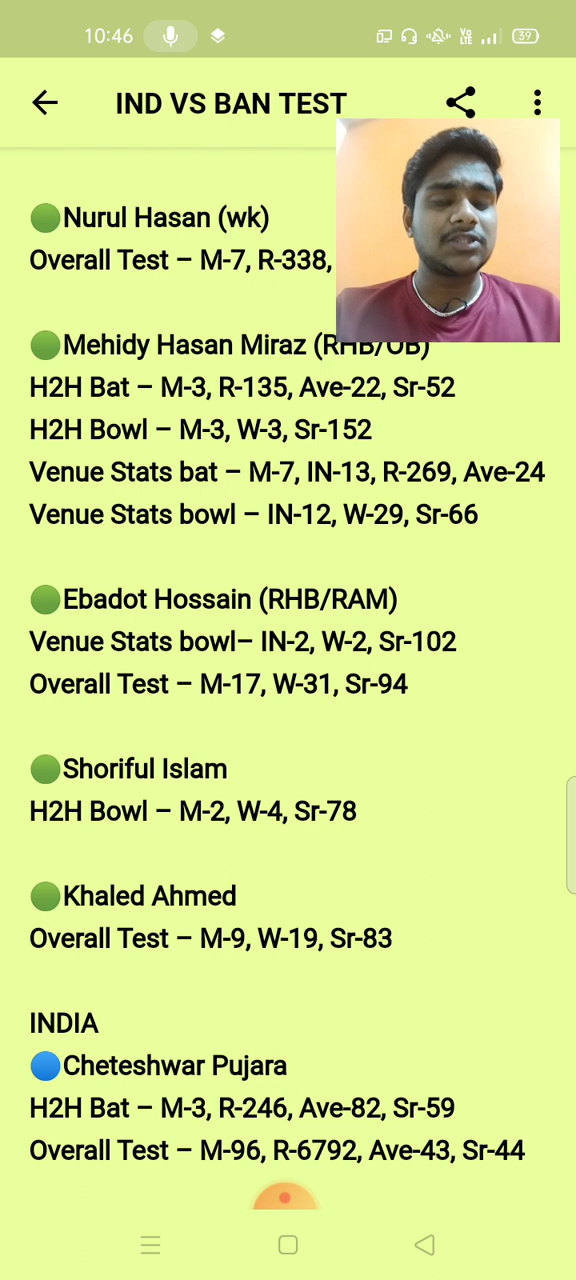 10:46
VO LTE
39
IND VS BAN TEST
Nurul Hasan (wk)
Overall Test – M-7, R-338,
Mehidy Hasan Miraz (RHB/OB)
H2H Bat – M-3, R-135, Ave-22, Sr-52
H2H Bowl – M-3, W-3, Sr-152
Venue Stats bat – M-7, IN-13, R-269, Ave-24
Venue Stats bowl – IN-12, W-29, Sr-66
Ebadot Hossain (RHB/RAM)
Venue Stats bowl– IN-2, W-2, Sr-102
Overall Test – M-17, W-31, Sr-94
Shoriful Islam
H2H Bowl – M-2, W-4, Sr-78
Khaled Ahmed
Overall Test – M-9, W-19, Sr-83
INDIA
Cheteshwar Pujara
H2H Bat – M-3, R-246, Ave-82, Sr-59
Overall Test – M-96, R-6792, Ave-43, Sr-44